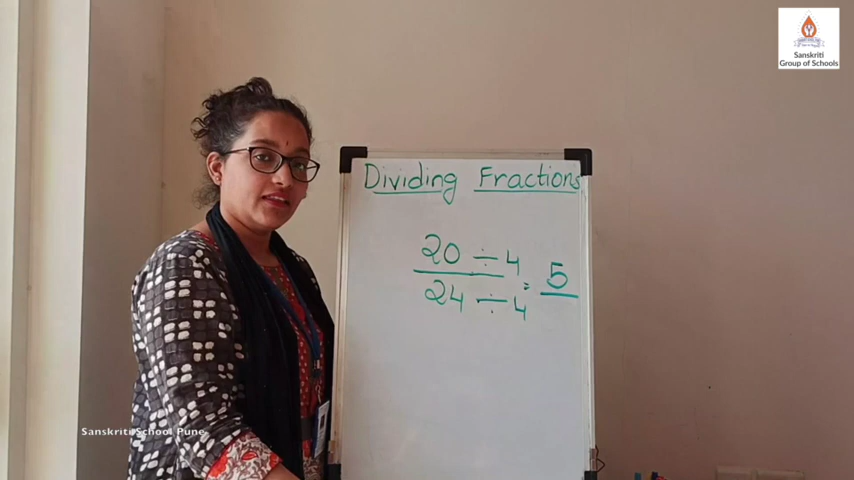 Sanskriti
Group of Schools
Dividing Fractions
20 ÷ 4
24 ÷ 4
= 5
Sanskriti School Pune